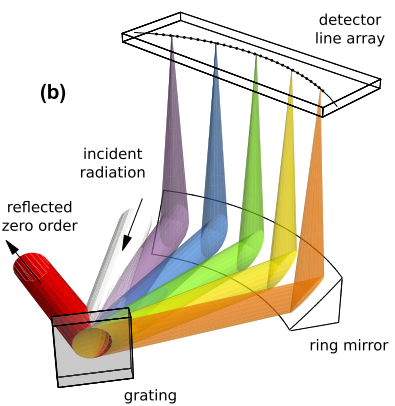 detector
line array
(b)
incident
radiation
reflected
zero order
ring mirror
grating